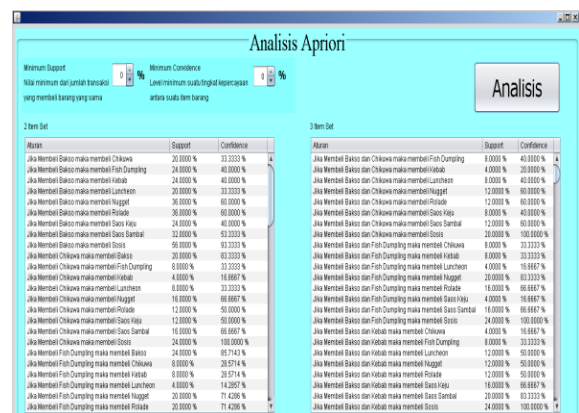 Analisis Apriori
Minimum Support
Nilai minimum dari jumlah transaksi
yang membeli barang yang sama
0 %
Minimum Convidence
Level minimum suatu tingkat kepercayaan
antara suatu item barang
0 %
Analisis
2 Item Set
Aturan Support Confidence
Jika Membeli Bakso maka membeli Chikuwa 20.0000 % 33.3333 %
Jika Membeli Bakso maka membeli Fish Dumpling 24.0000 % 40.0000 %
Jika Membeli Bakso maka membeli Kebab 24.0000 % 40.0000 %
Jika Membeli Bakso maka membeli Luncheon 20.0000 % 33.3333 %
Jika Membeli Bakso maka membeli Nugget 36.0000 % 60.0000 %
Jika Membeli Bakso maka membeli Rolade 36.0000 % 60.0000 %
Jika Membeli Bakso maka membeli Saos Keju 24.0000 % 40.0000 %
Jika Membeli Bakso maka membeli Saos Sambal 32.0000 % 53.3333 %
Jika Membeli Bakso maka membeli Sosis 56.0000 % 93.3333 %
Jika Membeli Chikuwa maka membeli Bakso 20.0000 % 83.3333 %
Jika Membeli Chikuwa maka membeli Fish Dumpling 8.0000 % 33.3333 %
Jika Membeli Chikuwa maka membeli Kebab 4.0000 % 16.6667 %
Jika Membeli Chikuwa maka membeli Luncheon 8.0000 % 33.3333 %
Jika Membeli Chikuwa maka membeli Nugget 16.0000 % 66.6667 %
Jika Membeli Chikuwa maka membeli Rolade 12.0000 % 50.0000 %
Jika Membeli Chikuwa maka membeli Saos Keju 12.0000 % 50.0000 %
Jika Membeli Chikuwa maka membeli Saos Sambal 16.0000 % 66.6667 %
Jika Membeli Chikuwa maka membeli Sosis 24.0000 % 100.0000 %
Jika Membeli Fish Dumpling maka membeli Bakso 24.0000 % 85.7143 %
Jika Membeli Fish Dumpling maka membeli Chikuwa 8.0000 % 28.5714 %
Jika Membeli Fish Dumpling maka membeli Kebab 8.0000 % 28.5714 %
Jika Membeli Fish Dumpling maka membeli Luncheon 4.0000 % 14.2857 %
Jika Membeli Fish Dumpling maka membeli Nugget 20.0000 % 71.4286 %
Jika Membeli Fish Dumpling maka membeli Rolade 20.0000 % 71.4286 %
3 Item Set
Aturan Support Confidence
Jika Membeli Bakso dan Chikuwa maka membeli Fish Dumpling 8.0000 % 40.0000 %
Jika Membeli Bakso dan Chikuwa maka membeli Kebab 4.0000 % 20.0000 %
Jika Membeli Bakso dan Chikuwa maka membeli Luncheon 8.0000 % 40.0000 %
Jika Membeli Bakso dan Chikuwa maka membeli Nugget 12.0000 % 60.0000 %
Jika Membeli Bakso dan Chikuwa maka membeli Rolade 12.0000 % 60.0000 %
Jika Membeli Bakso dan Chikuwa maka membeli Saos Keju 8.0000 % 40.0000 %
Jika Membeli Bakso dan Chikuwa maka membeli Saos Sambal 12.0000 % 60.0000 %
Jika Membeli Bakso dan Chikuwa maka membeli Sosis 20.0000 % 100.0000 %
Jika Membeli Bakso dan Fish Dumpling maka membeli Chikuwa 8.0000 % 33.3333 %
Jika Membeli Bakso dan Fish Dumpling maka membeli Kebab 8.0000 % 33.3333 %
Jika Membeli Bakso dan Fish Dumpling maka membeli Luncheon 4.0000 % 16.6667 %
Jika Membeli Bakso dan Fish Dumpling maka membeli Nugget 20.0000 % 83.3333 %
Jika Membeli Bakso dan Fish Dumpling maka membeli Rolade 16.0000 % 66.6667 %
Jika Membeli Bakso dan Fish Dumpling maka membeli Saos Keju 4.0000 % 16.6667 %
Jika Membeli Bakso dan Fish Dumpling maka membeli Saos Sambal 16.0000 % 66.6667 %
Jika Membeli Bakso dan Fish Dumpling maka membeli Sosis 24.0000 % 100.0000 %
Jika Membeli Bakso dan Kebab maka membeli Chikuwa 4.0000 % 16.6667 %
Jika Membeli Bakso dan Kebab maka membeli Fish Dumpling 8.0000 % 33.3333 %
Jika Membeli Bakso dan Kebab maka membeli Luncheon 12.0000 % 50.0000 %
Jika Membeli Bakso dan Kebab maka membeli Nugget 12.0000 % 50.0000 %
Jika Membeli Bakso dan Kebab maka membeli Rolade 12.0000 % 50.0000 %
Jika Membeli Bakso dan Kebab maka membeli Saos Keju 16.0000 % 66.6667 %
Jika Membeli Bakso dan Kebab maka membeli Saos Sambal 20.0000 % 83.3333 %
Jika Membeli Bakso dan Kebab maka membeli Sosis 24.0000 % 100.0000 %